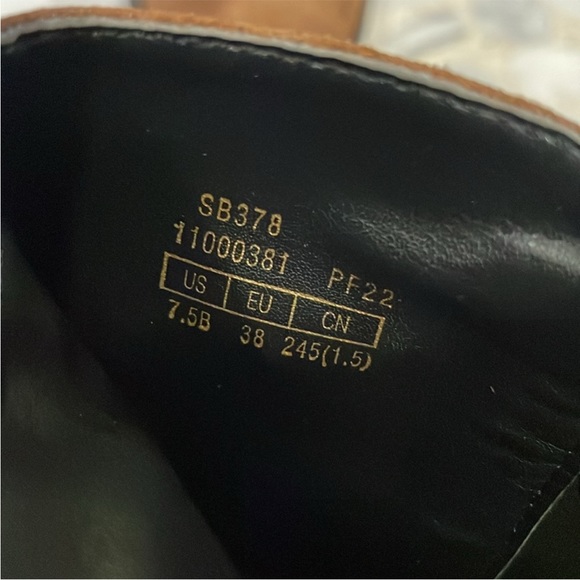 SB378
11000381 PF22
US EU CN
7.5B 38 245(1.5)